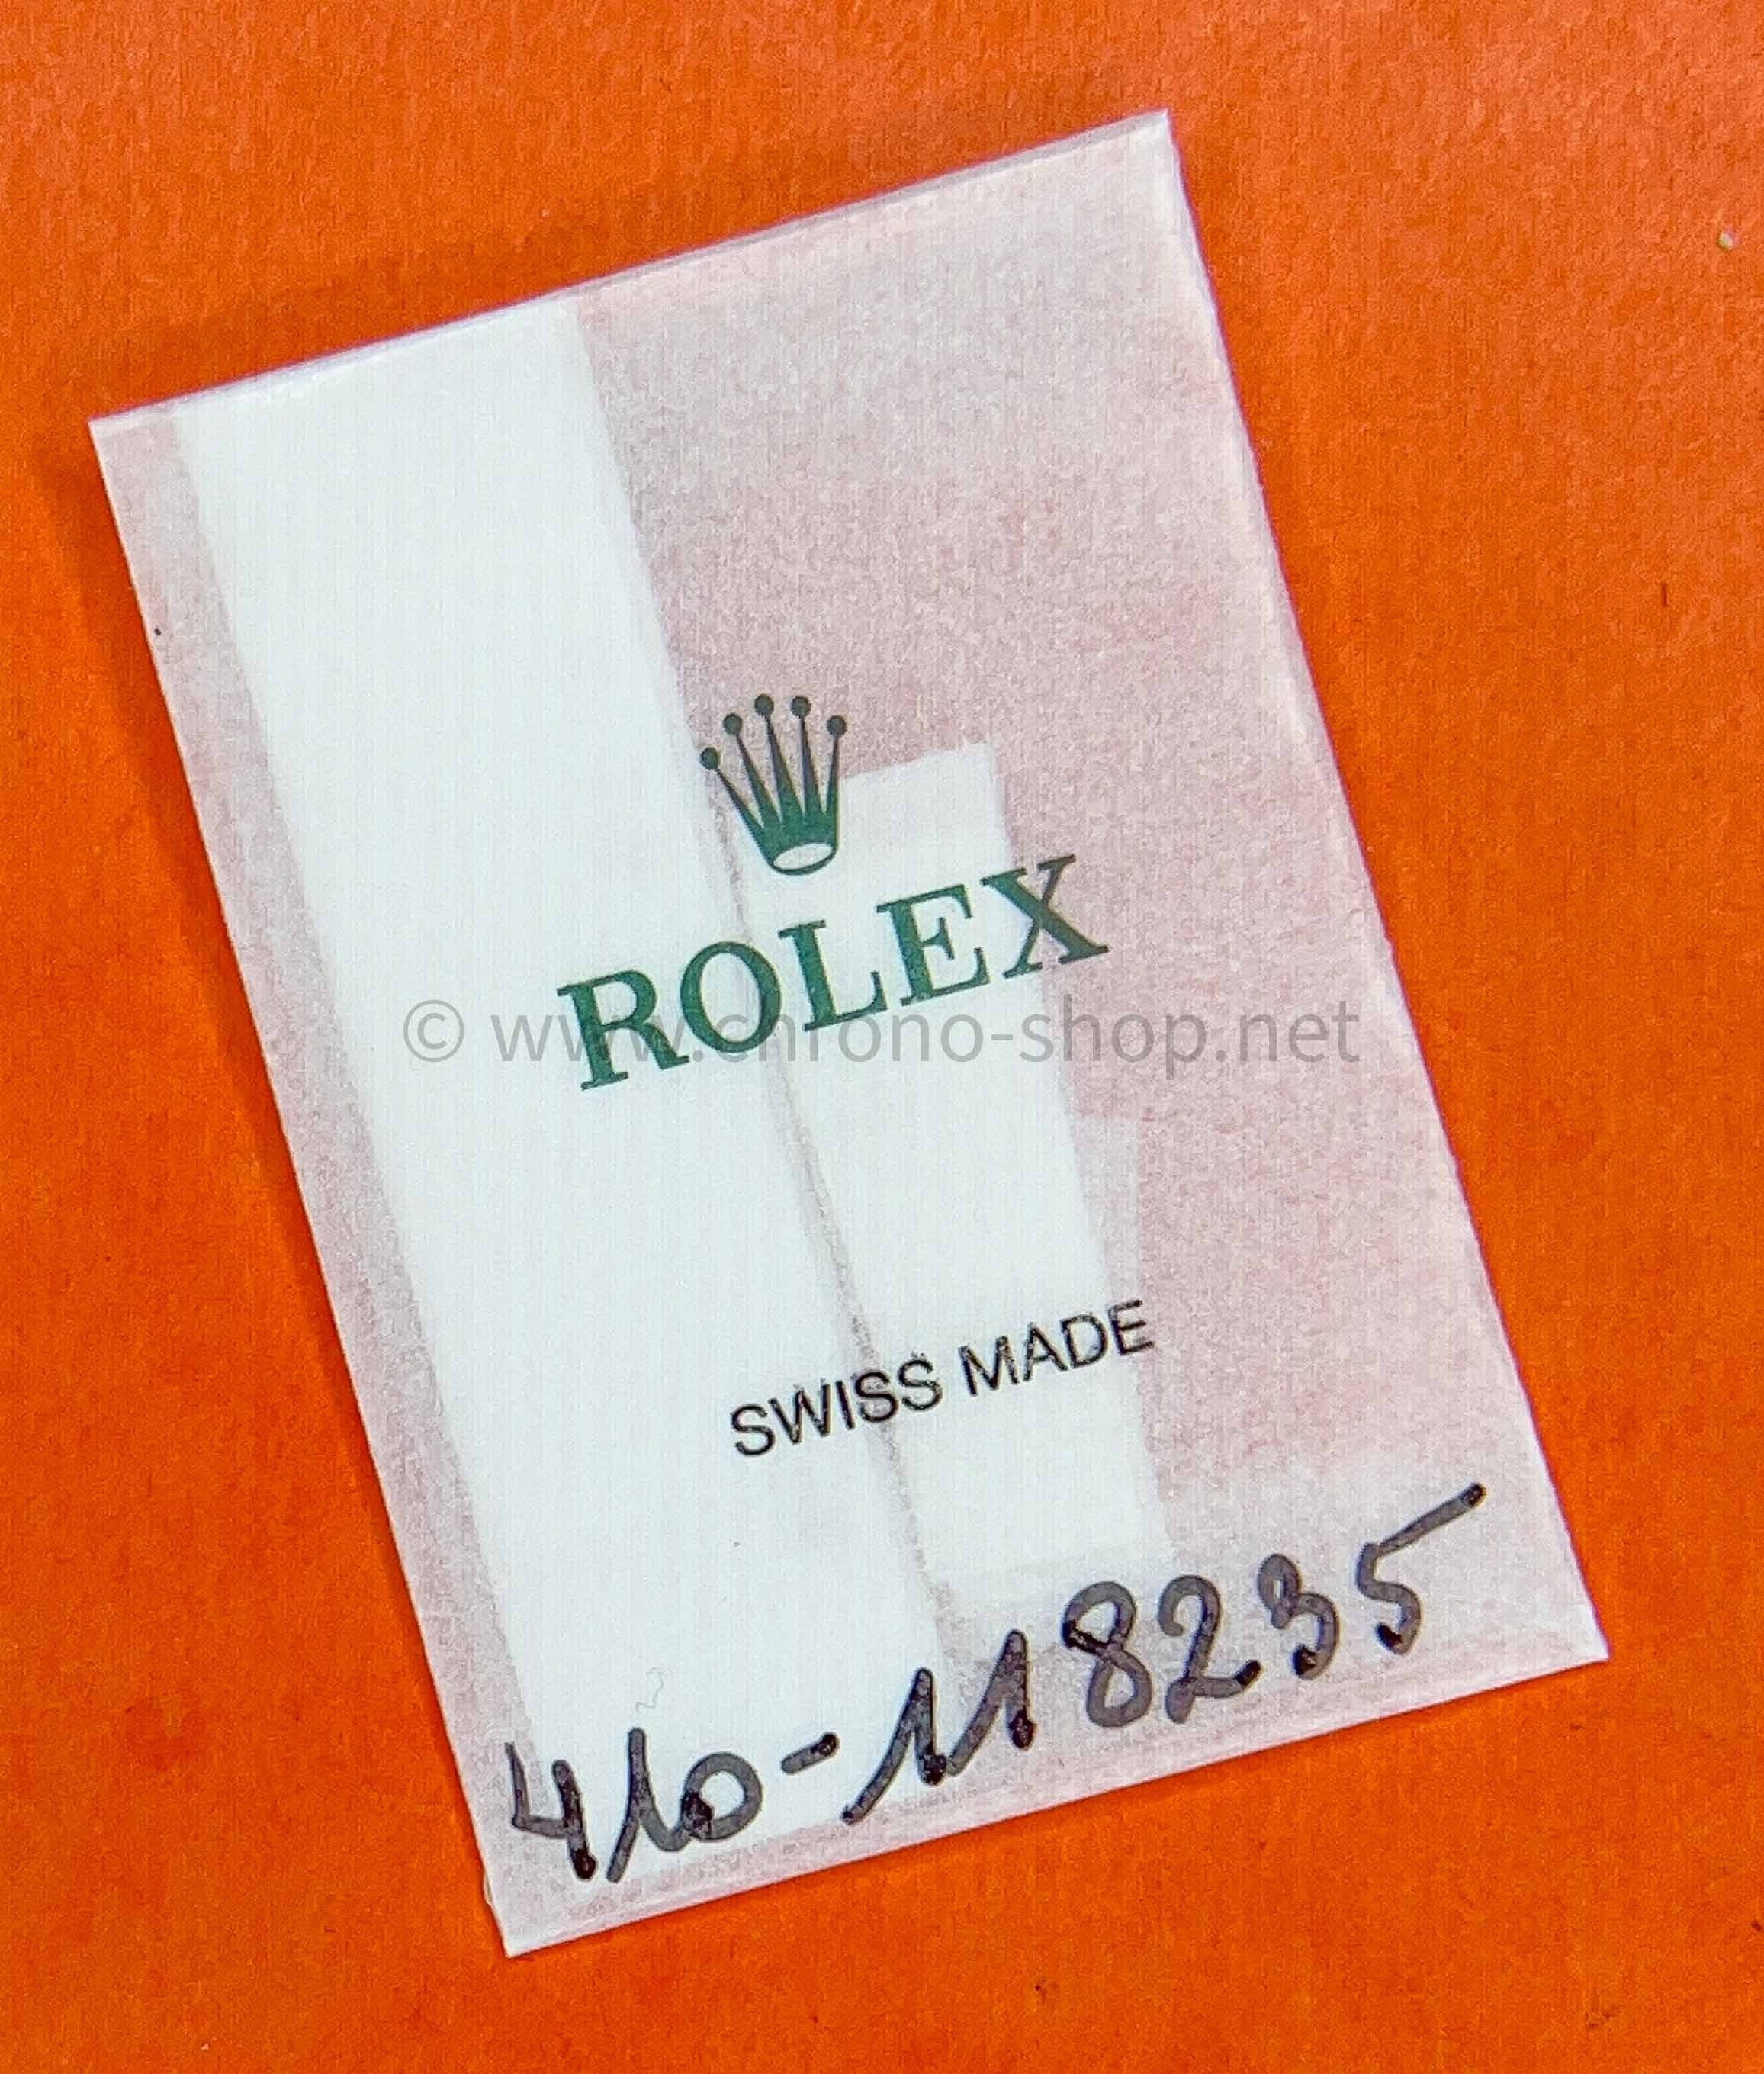 ROLEX
© www.chrono-shop.net
SWISS MADE
410-118235